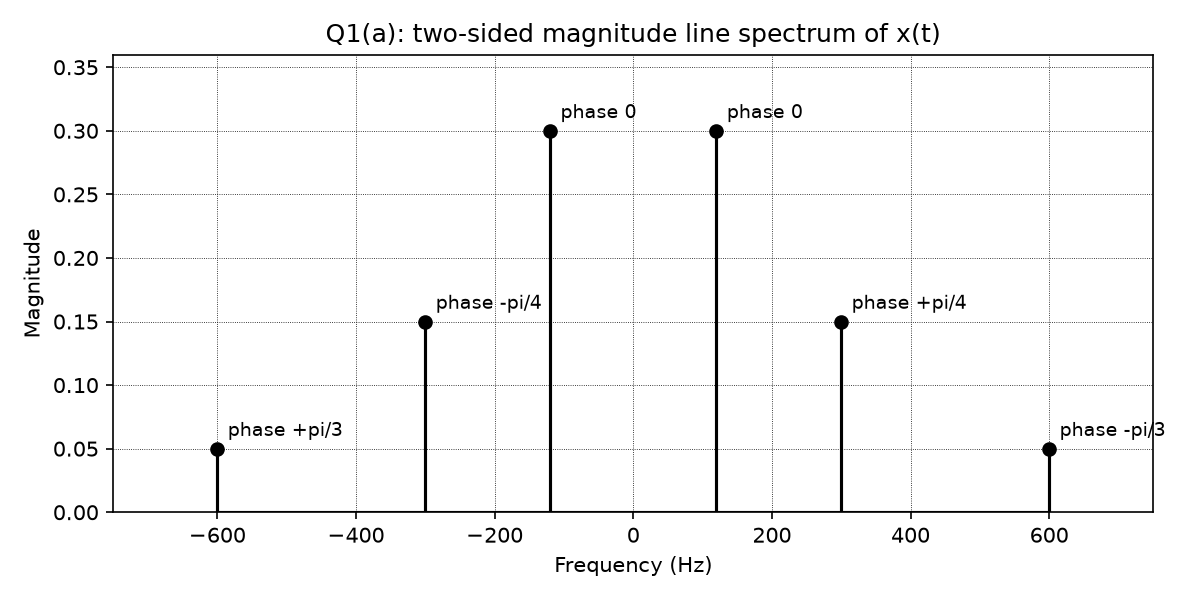 Q1(a): two-sided magnitude line spectrum of x(t)
0.35
phase 0 phase 0
0.30
0.25
0.20
phase -pi/4 phase +pi/4
0.15
0.10
phase +pi/3 phase -pi/3
0.05
0.00
Magnitude
−600 −400 −200 0 200 400 600
Frequency (Hz)